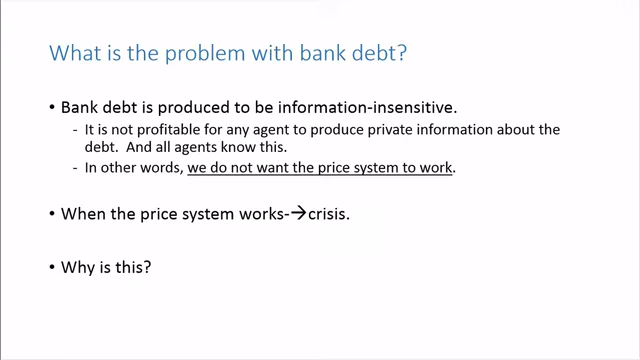 What is the problem with bank debt?
• Bank debt is produced to be information-insensitive.
- It is not profitable for any agent to produce private information about the
debt. And all agents know this.
- In other words, we do not want the price system to work.
• When the price system works-→crisis.
• Why is this?